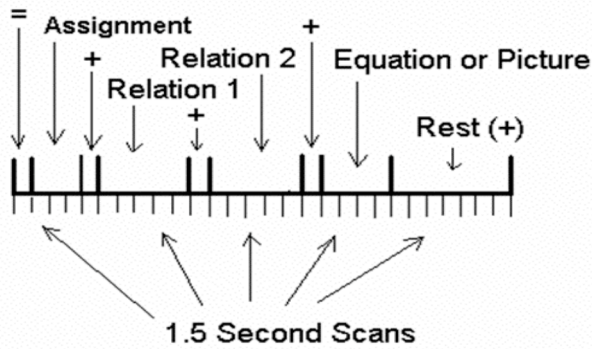 =
Assignment
+
+
Relation 2
Equation or Picture
Relation 1
+
Rest (+)
1.5 Second Scans